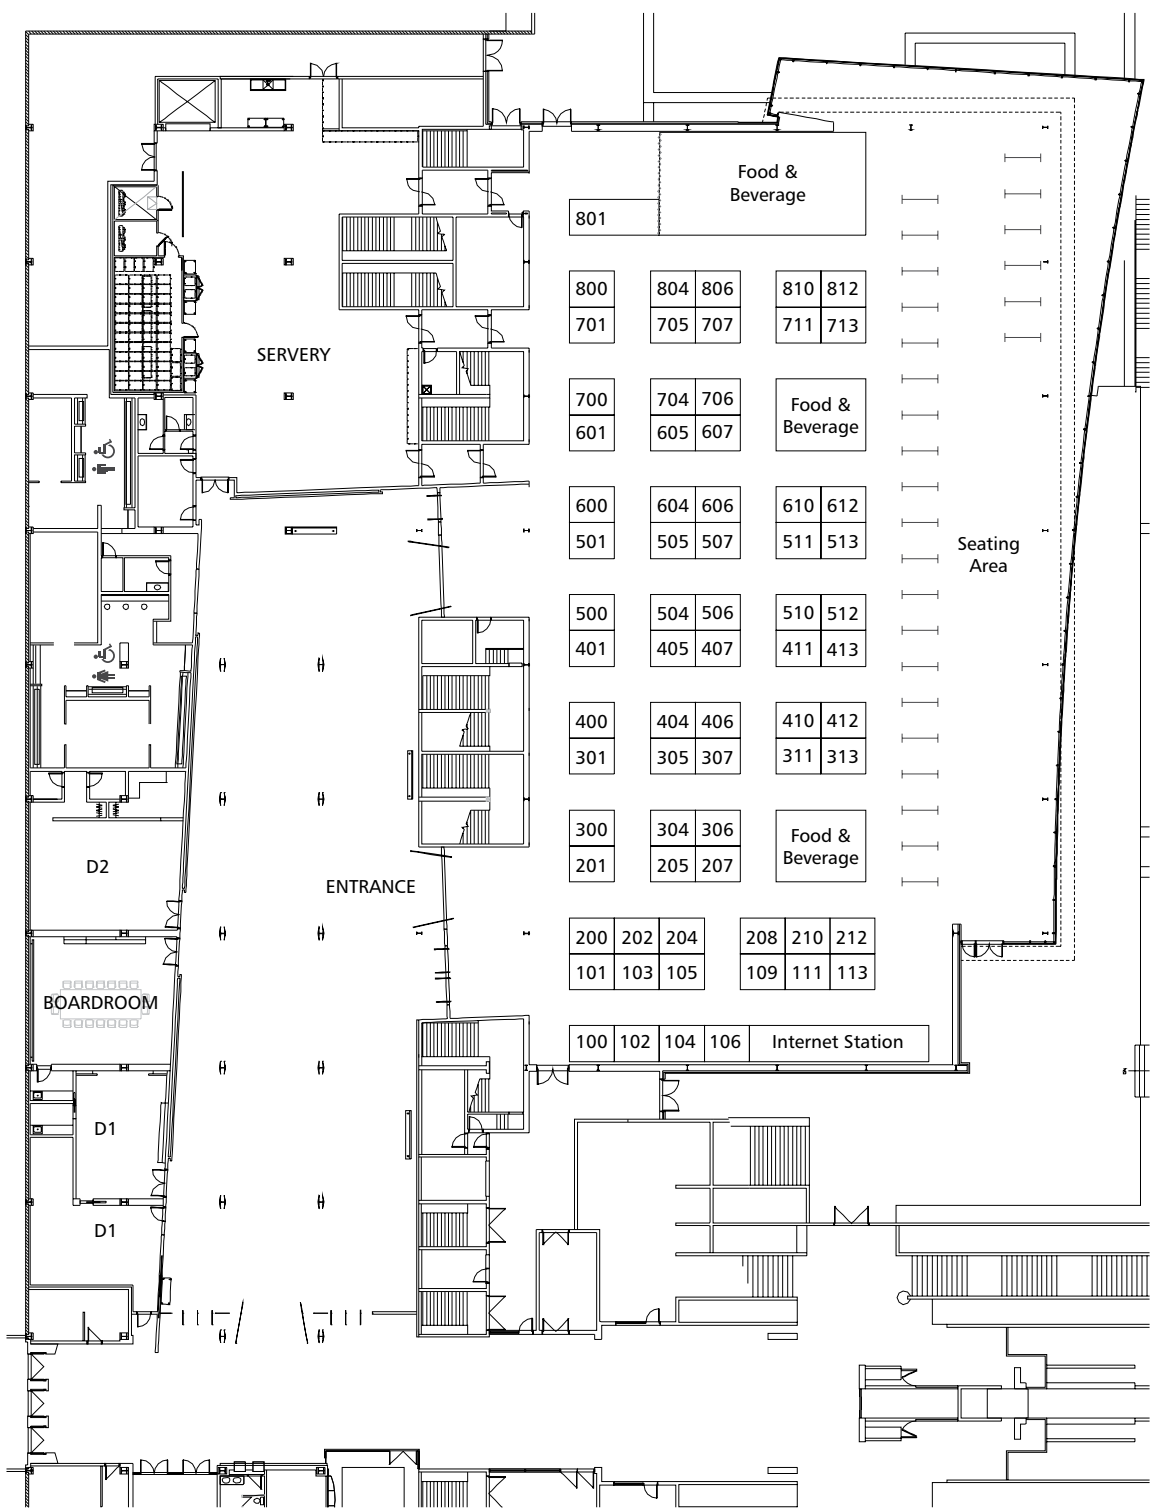 Food &
Beverage
801
800 804 806 810 812
701 705 707 711 713
SERVERY
700 704 706
601 605 607
Food &
Beverage
600 604 606 610 612
501 505 507 511 513
Seating
Area
500 504 506 510 512
401 405 407 411 413
400 404 406 410 412
301 305 307 311 313
300 304 306
201 205 207
Food &
Beverage
D2
ENTRANCE
200 202 204 208 210 212
101 103 105 109 111 113
BOARDROOM
100 102 104 106 Internet Station
D1
D1